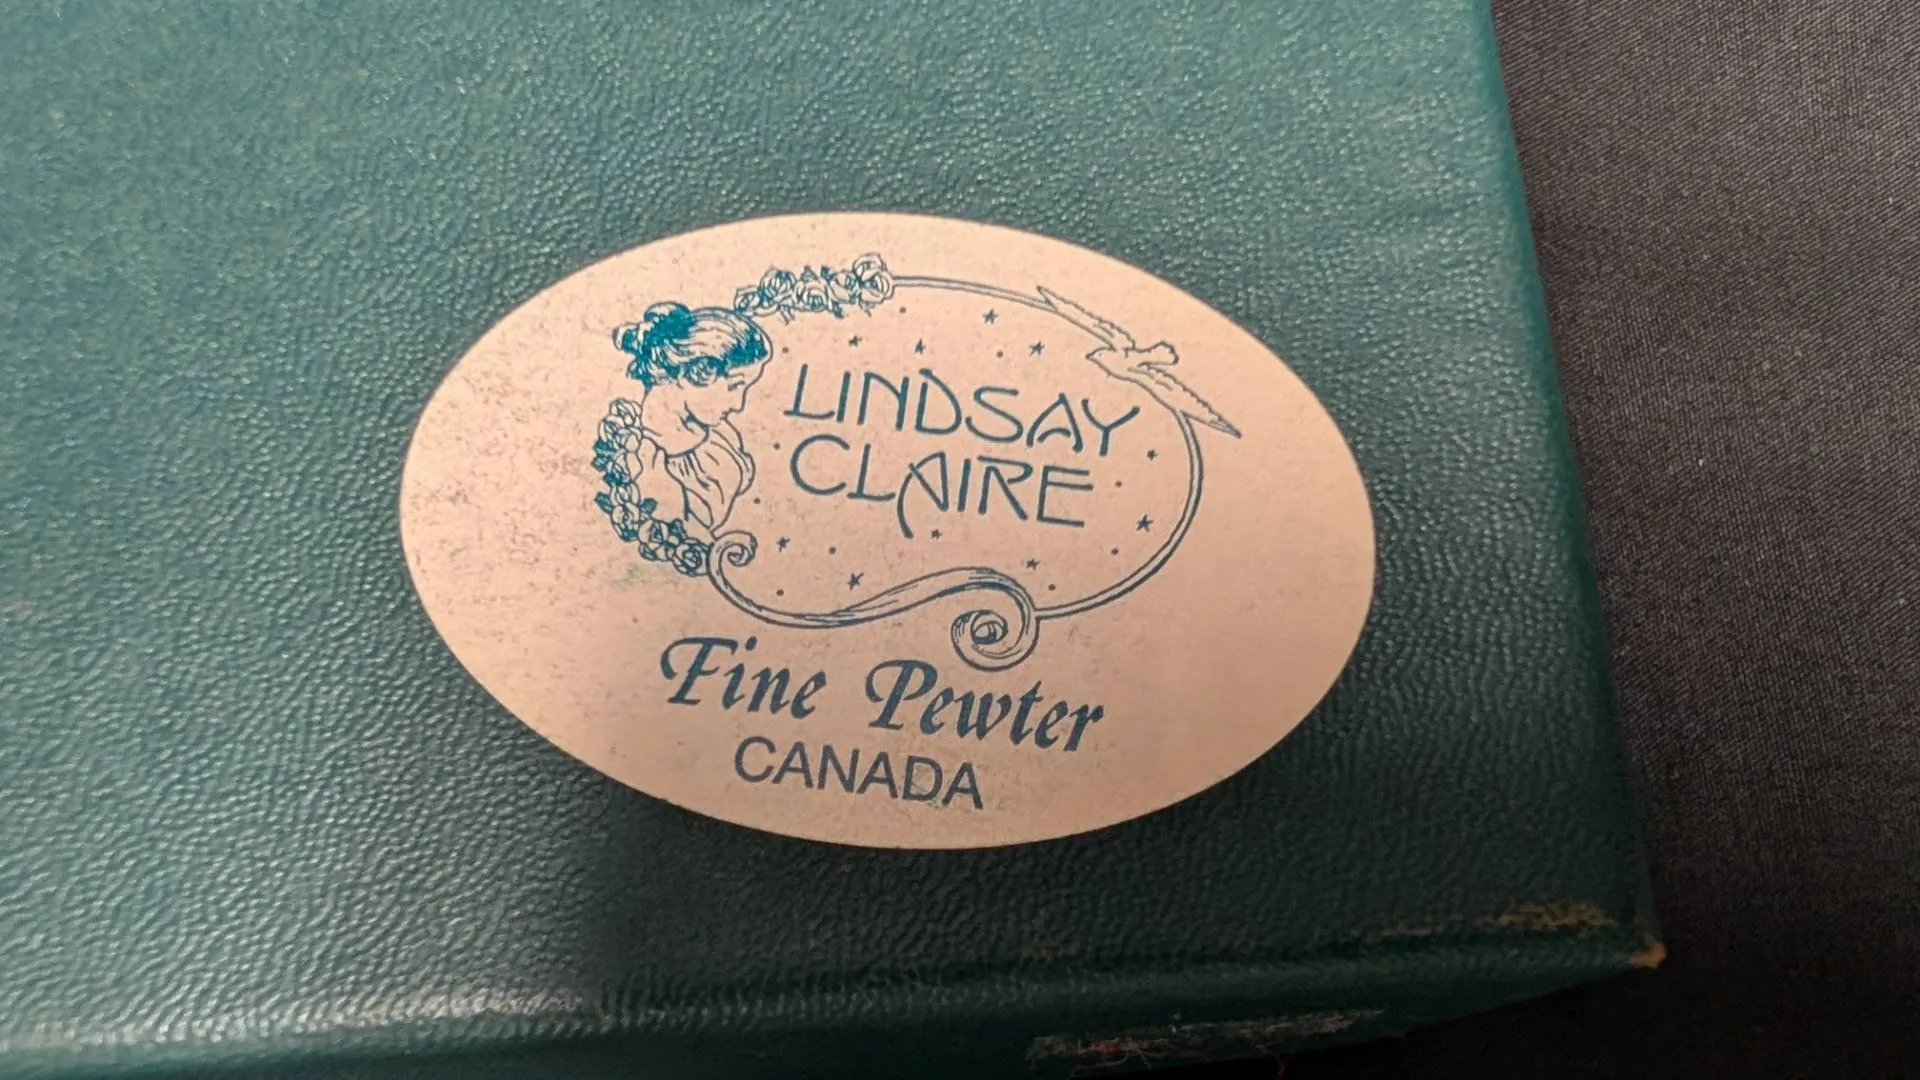 LINDSAY
CLAIRE
Fine Pewter
CANADA